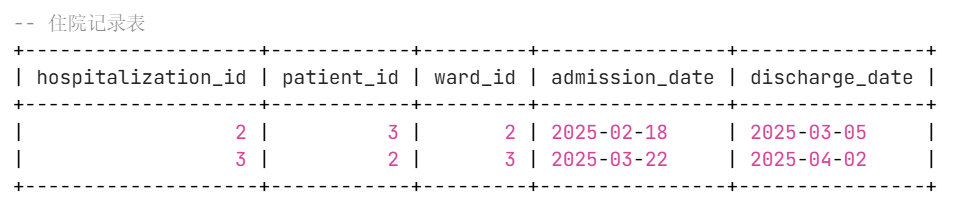 -- 住院记录表
+--------------------+------------+---------+----------------+----------------+
| hospitalization_id | patient_id | ward_id | admission_date | discharge_date |
+--------------------+------------+---------+----------------+----------------+
|                  2 |          3 |       2 | 2025-02-18     | 2025-03-05     |
|                  3 |          2 |       3 | 2025-03-22     | 2025-04-02     |
+--------------------+------------+---------+----------------+----------------+